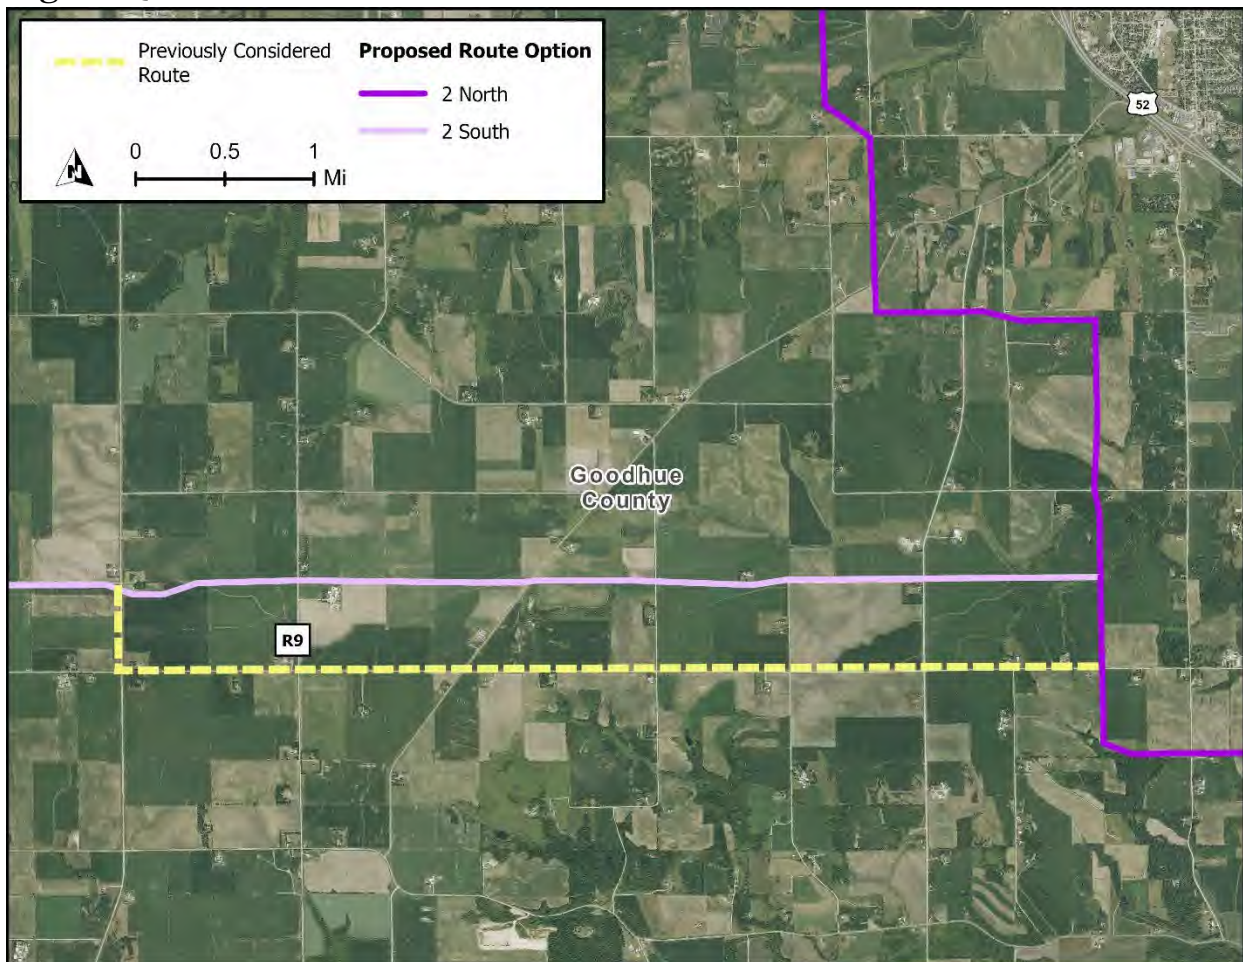 Previously Considered
Route
Proposed Route Option
2 North
2 South
0 0.5 1
Mi
N
52
Goodhue
County
R9